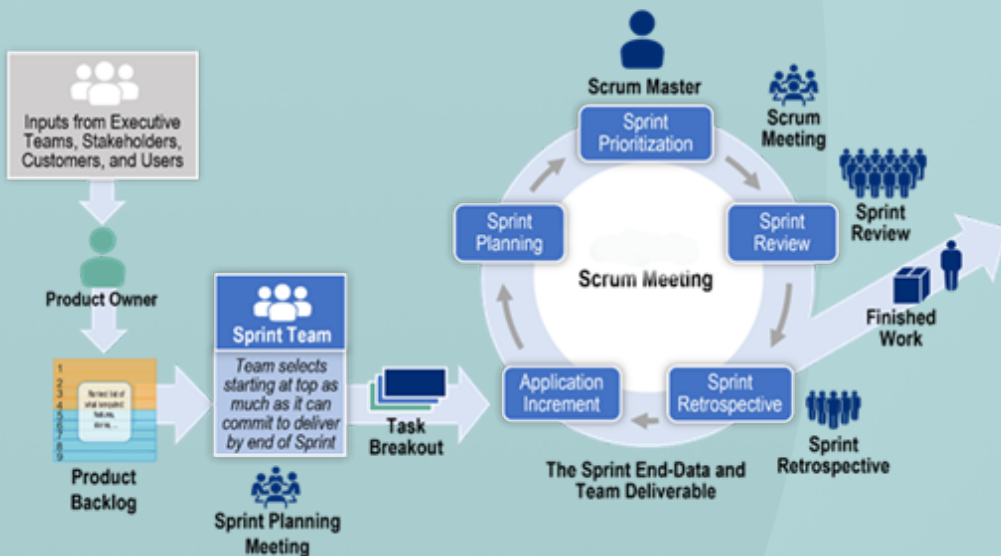 Inputs from Executive
Teams, Stakeholders,
Customers, and Users
Product Owner
1
2
3
4
5
6
7
8
9
Product
Backlog
Sprint Team
Team selects
starting at top as
much as it can
commit to deliver
by end of Sprint
Sprint Planning
Meeting
Task
Breakout
Scrum Master
Sprint
Prioritization
Scrum
Meeting
Sprint
Planning
Sprint
Review
Sprint
Review
Scrum Meeting
Finished
Work
Application
Increment
Sprint
Retrospective
Sprint
Retrospective
The Sprint End-Data and
Team Deliverable